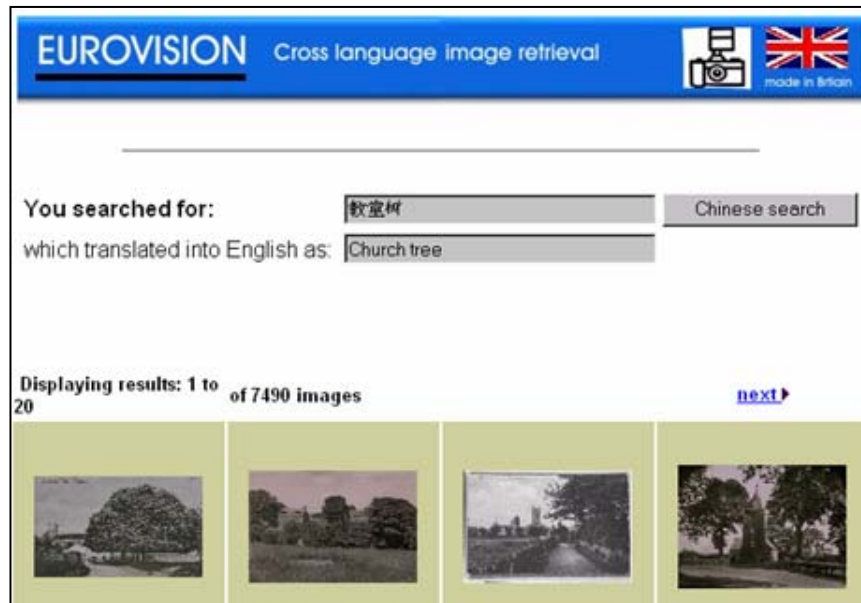 EUROVISION Cross language image retrieval
made in Britain
You searched for: 教室树 Chinese search
which translated into English as: Church tree
Displaying results: 1 to
20 of 7490 images next